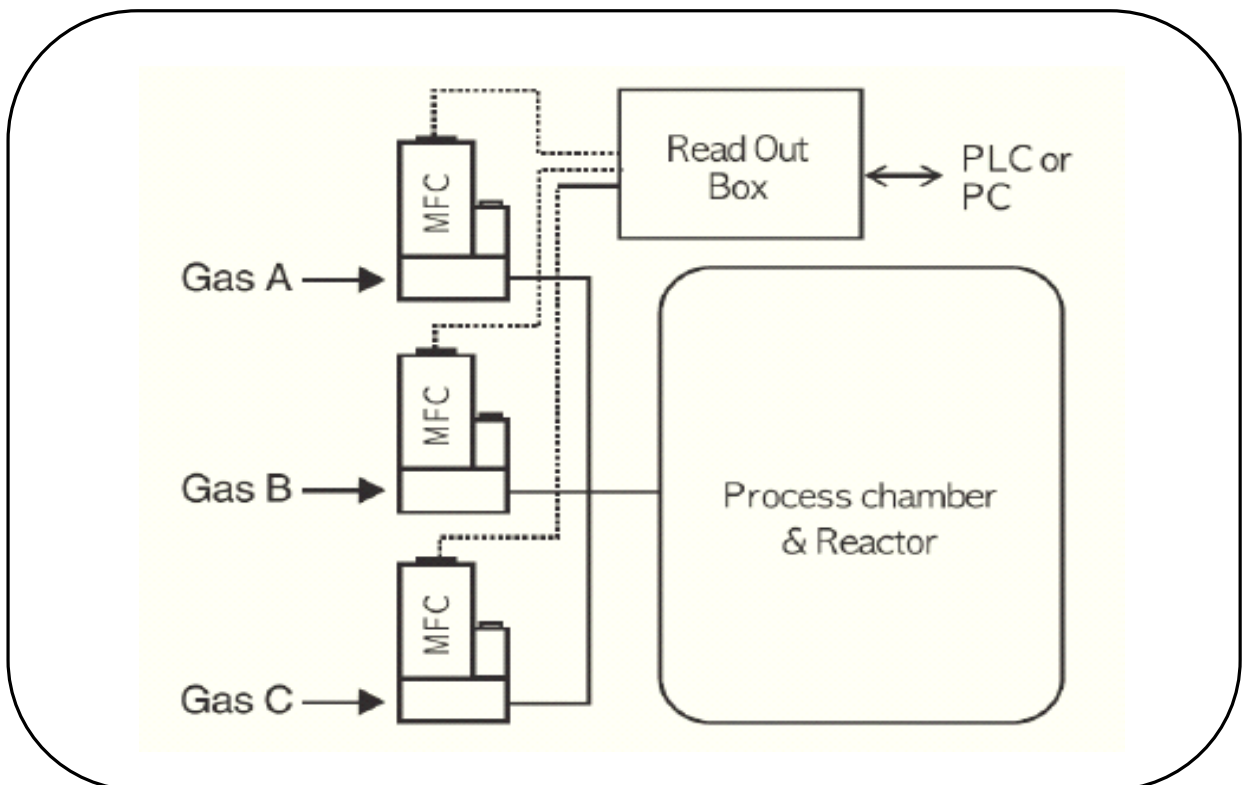 Read Out
Box
PLC or
PC
MFC
Gas A
MFC
Gas B
Process chamber
& Reactor
MFC
Gas C